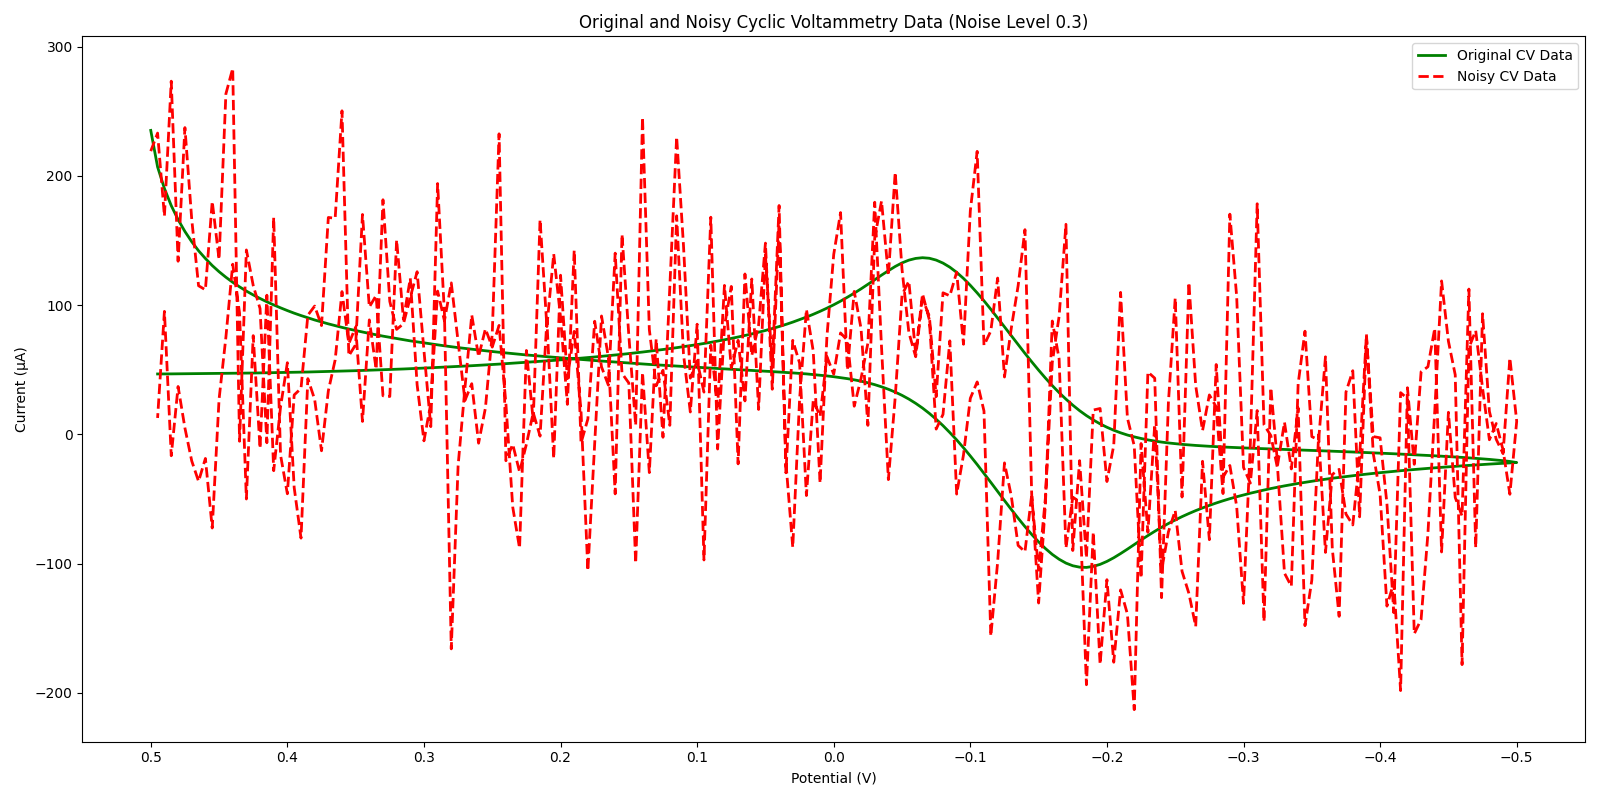 Original and Noisy Cyclic Voltammetry Data (Noise Level 0.3)
Original CV Data
Noisy CV Data
Current (µA)
300
200
100
0
−100
−200
0.5 0.4 0.3 0.2 0.1 0.0 −0.1 −0.2 −0.3 −0.4 −0.5
Potential (V)